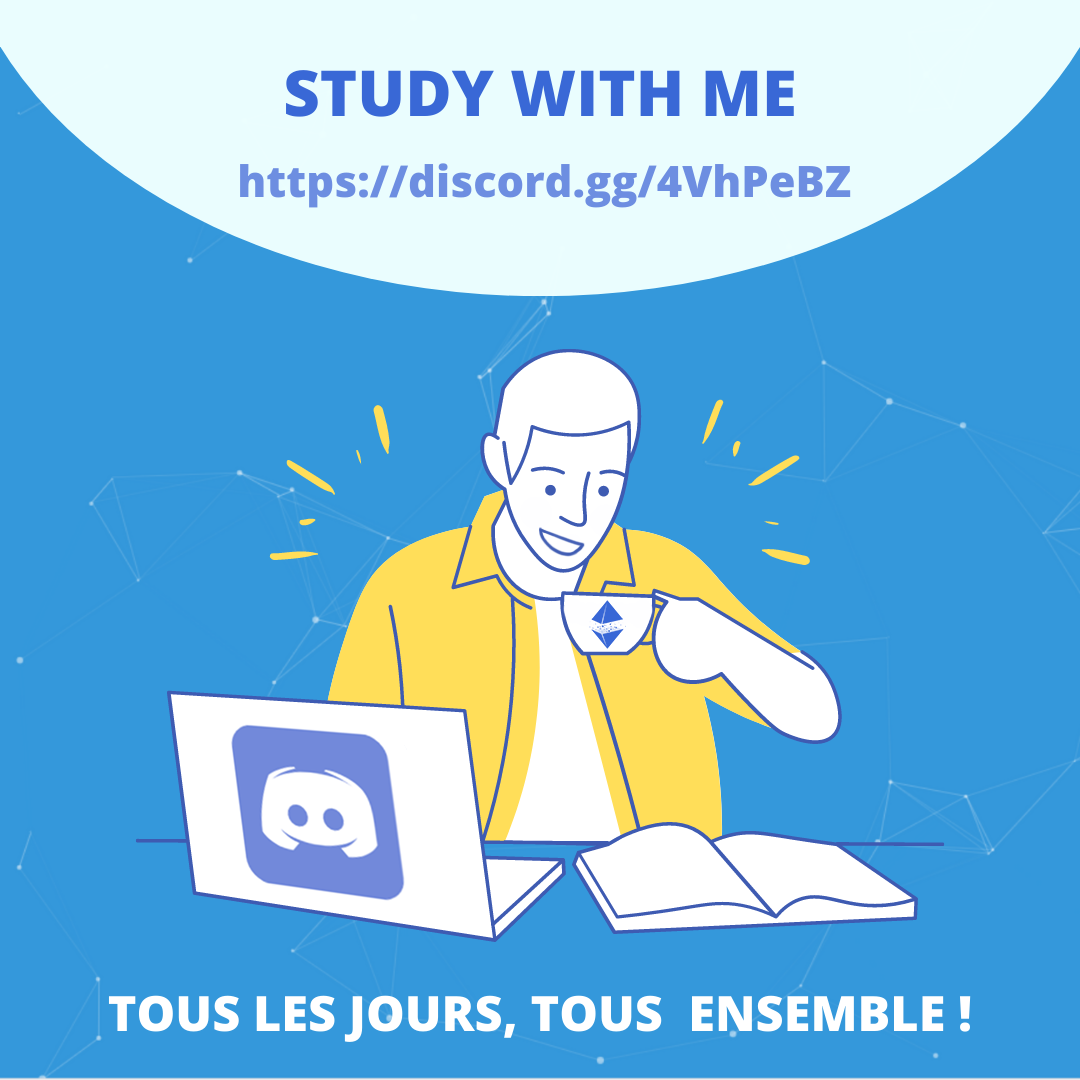 STUDY WITH ME
https://discord.gg/4VhPeBZ
TOUS LES JOURS, TOUS ENSEMBLE !